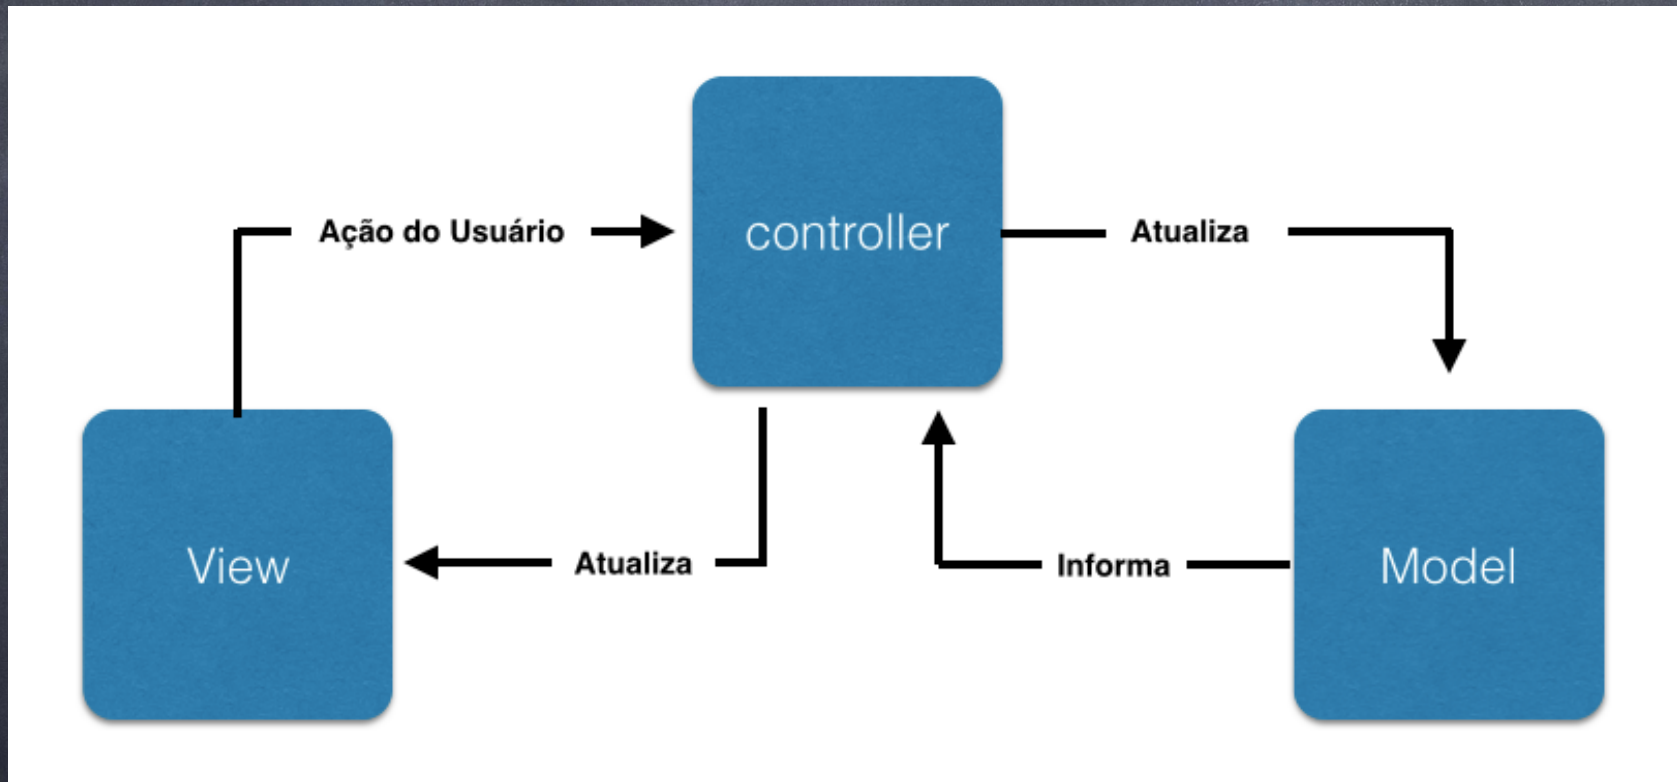 controller
Ação do Usuário
Atualiza
View
Atualiza
Informa
Model